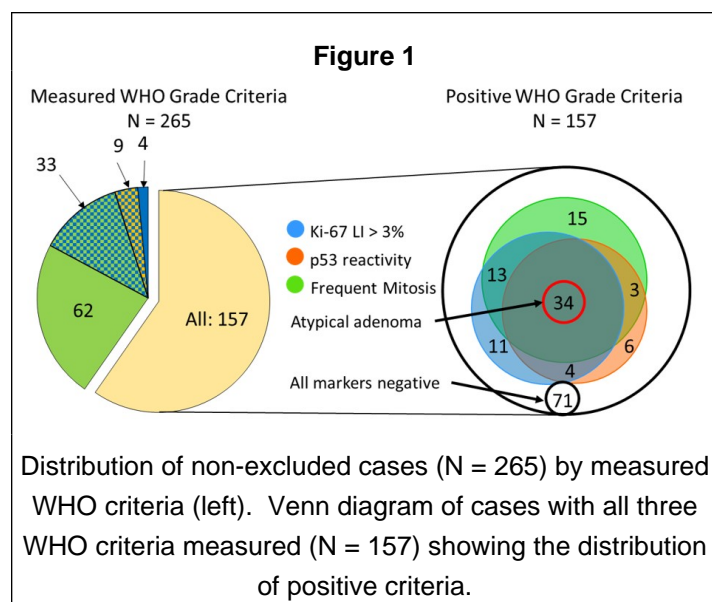 Figure 1
Measured WHO Grade Criteria
N = 265
Positive WHO Grade Criteria
N = 157
33
9
4
62
All: 157
Ki-67 LI > 3%
p53 reactivity
Frequent Mitosis
Atypical adenoma
All markers negative
15
13
3
34
11
6
4
71
Distribution of non-excluded cases (N = 265) by measured
WHO criteria (left).  Venn diagram of cases with all three
WHO criteria measured (N = 157) showing the distribution
of positive criteria.